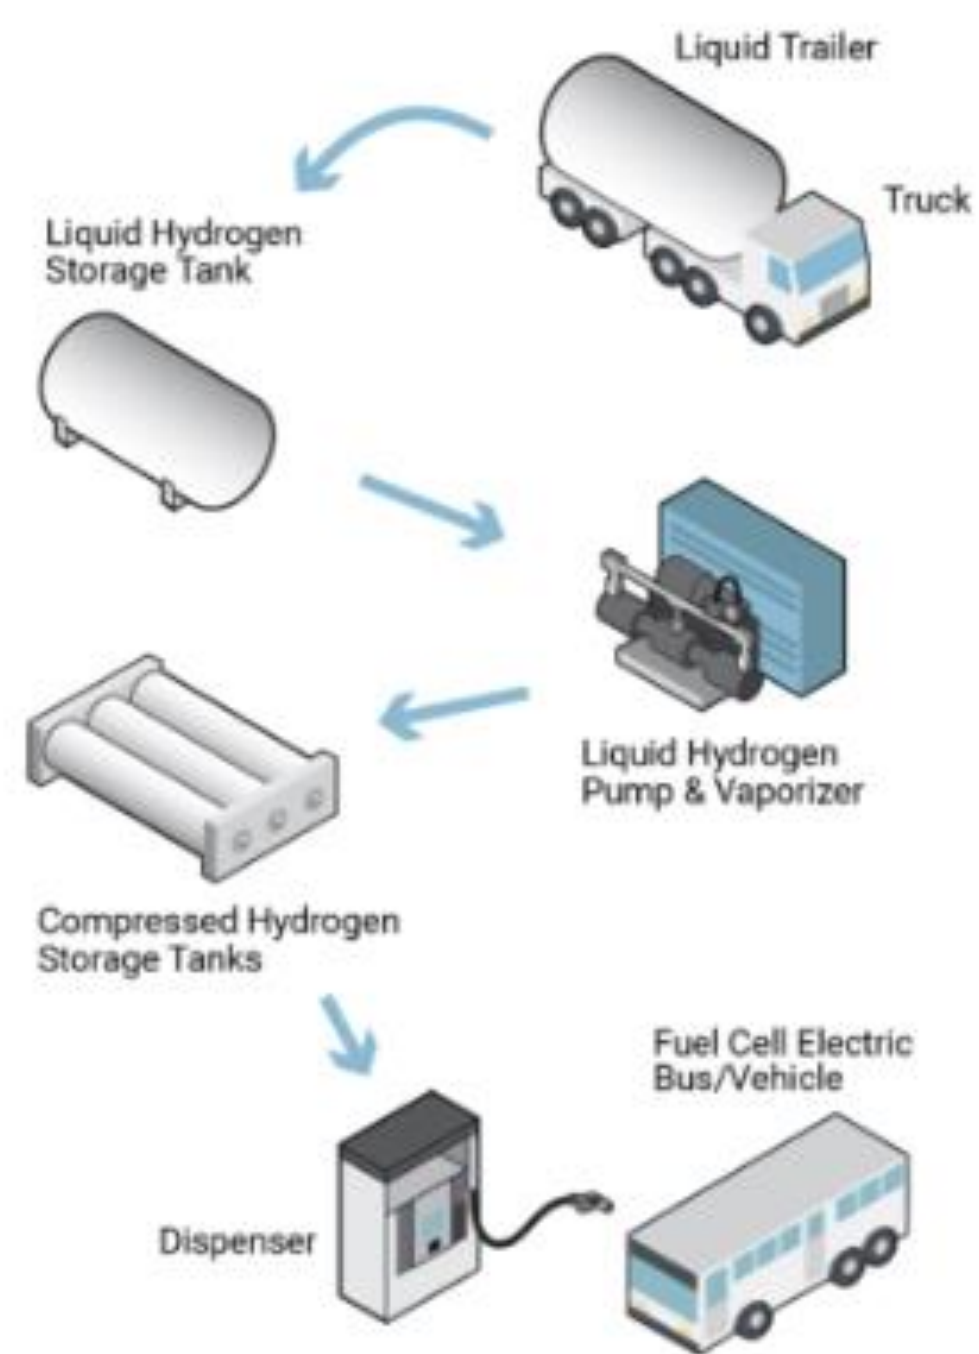 Liquid Trailer
Truck
Liquid Hydrogen
Storage Tank
Liquid Hydrogen
Pump & Vaporizer
Compressed Hydrogen
Storage Tanks
Fuel Cell Electric
Bus/Vehicle
Dispenser